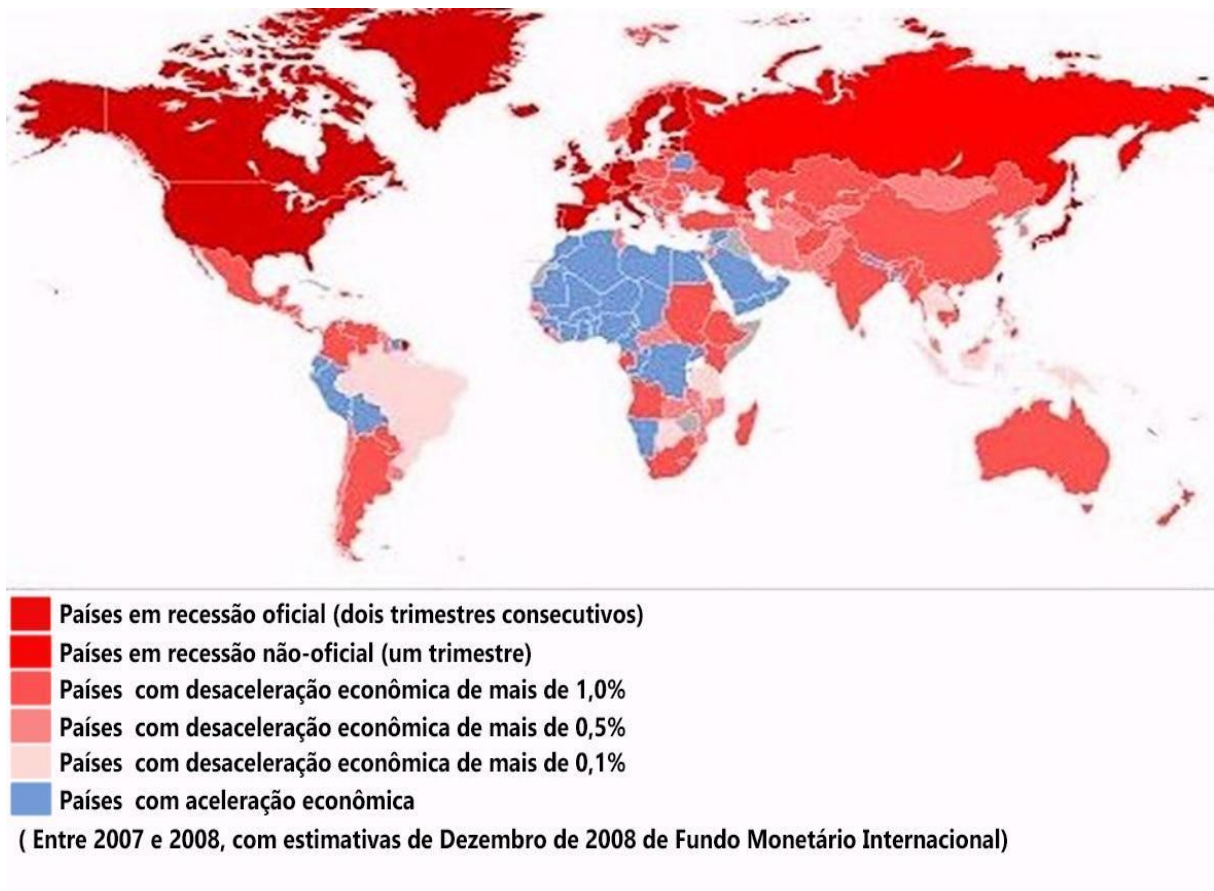 Países em recessão oficial (dois trimestres consecutivos)
Países em recessão não-oficial (um trimestre)
Países com desaceleração econômica de mais de 1,0%
Países com desaceleração econômica de mais de 0,5%
Países com desaceleração econômica de mais de 0,1%
Países com aceleração econômica
( Entre 2007 e 2008, com estimativas de Dezembro de 2008 de Fundo Monetário Internacional)